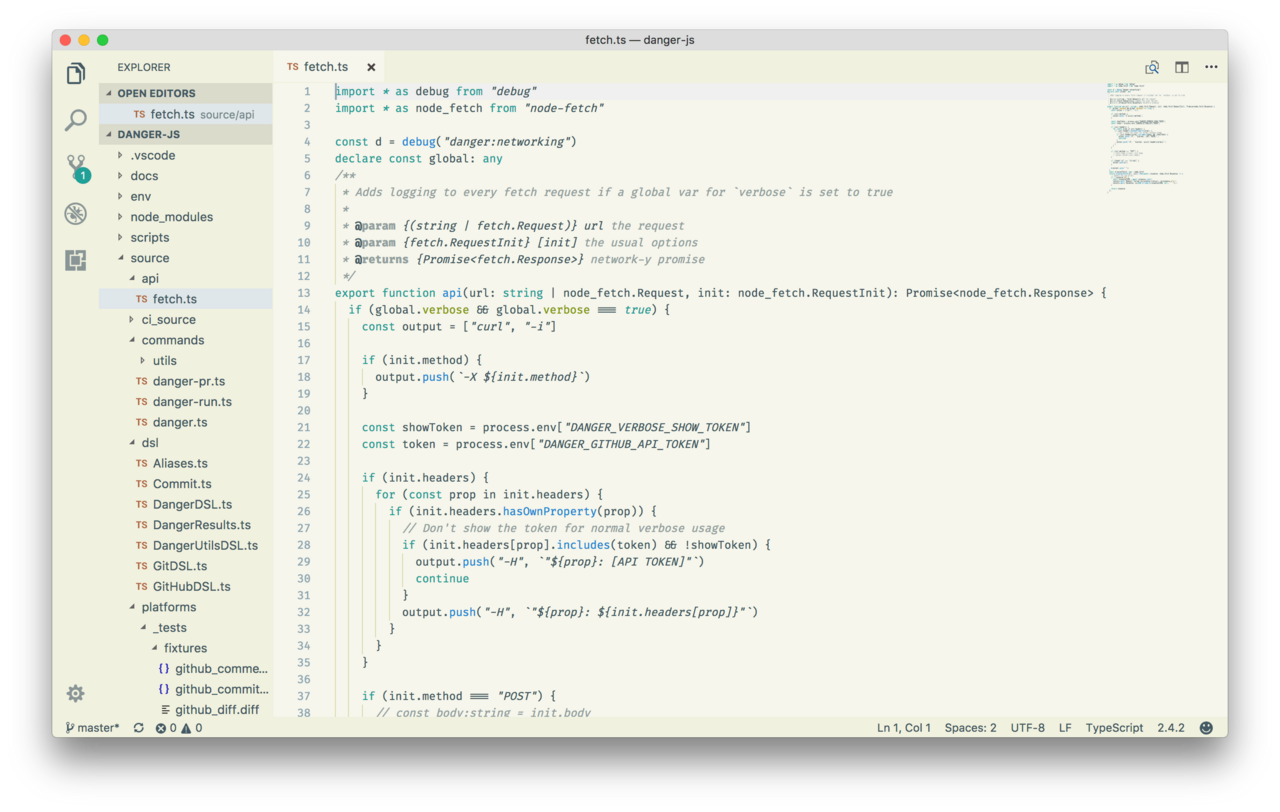 fetch.ts — danger-js
EXPLORER
OPEN EDITORS
TS fetch.ts source/api
DANGER-JS
.vscode
docs
env
node_modules
scripts
source
api
TS fetch.ts
ci_source
commands
utils
TS danger-pr.ts
TS danger-run.ts
TS danger.ts
dsl
TS Aliases.ts
TS Commit.ts
TS DangerDSL.ts
TS DangerResults.ts
TS DangerUtilsDSL.ts
TS GitDSL.ts
TS GitHubDSL.ts
platforms
_tests
fixtures
{} github_comme...
{} github_commit...
github_diff.diff
1
TS fetch.ts
1 import * as debug from "debug"
2 import * as node_fetch from "node-fetch"
3
4 const d = debug("danger:networking")
5 declare const global: any
6 /**
7 * Adds logging to every fetch request if a global var for `verbose` is set to true
8 *
9 * @param {(string | fetch.Request)} url the request
10 * @param {fetch.RequestInit} [init] the usual options
11 * @returns {Promise<fetch.Response>} network-y promise
12 */
13 export function api(url: string | node_fetch.Request, init: node_fetch.RequestInit): Promise<node_fetch.Response> {
14 if (global.verbose && global.verbose === true) {
15 const output = ["curl", "-i"]
16
17 if (init.method) {
18 output.push(`-X ${init.method}`)
19 }
20
21 const showToken = process.env["DANGER_VERBOSE_SHOW_TOKEN"]
22 const token = process.env["DANGER_GITHUB_API_TOKEN"]
23
24 if (init.headers) {
25 for (const prop in init.headers) {
26 if (init.headers.hasOwnProperty(prop)) {
27 // Don't show the token for normal verbose usage
28 if (init.headers[prop].includes(token) && !showToken) {
29 output.push("-H", `"${prop}: [API TOKEN]"`)
30 continue
31 }
32 output.push("-H", `"${prop}: ${init.headers[prop]}"`)
33 }
34 }
35 }
36
37 if (init.method === "POST") {
38 // const body:string = init.body
master* 0 0
Ln 1, Col 1 Spaces: 2 UTF-8 LF TypeScript 2.4.2